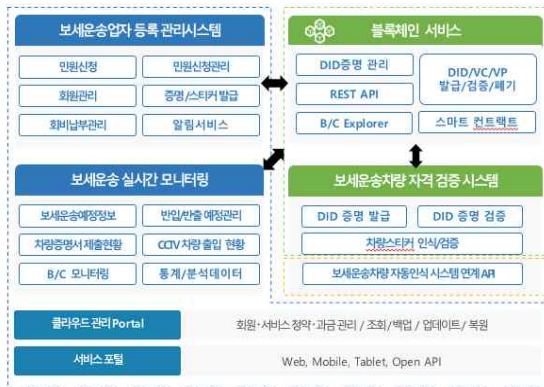 보세운송업자 등록 관리시스템
민원신청
민원신청관리
회원관리
증명/스티커 발급
회비납부관리
알림서비스
블록체인 서비스
DID증명 관리
DID/VC/VP
발급/검증/폐기
REST API
B/C Explorer
스마트 컨트랙트
보세운송 실시간 모니터링
보세운송예정정보
반입/반출 예정관리
차량증명서 제출현황
CCTV 차량 출입 현황
B/C 모니터링
통계/분석데이터
보세운송차량 자격 검증 시스템
DID 증명 발급
DID 증명 검증
차량스티커 인식/검증
보세운송차량 자동인식 시스템 연계 API
클라우드 관리 Portal
회원·서비스 청약·과금 관리 / 조회/백업 / 업데이트/ 복원
서비스 포털
Web, Mobile, Tablet, Open API